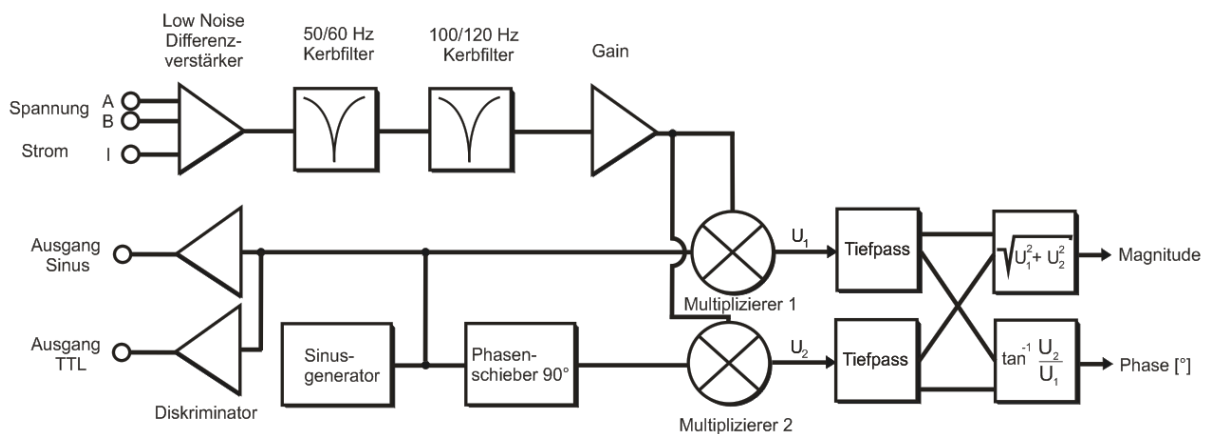 Low Noise
Differenz-
verstärker
50/60 Hz
Kerbfilter
100/120 Hz
Kerbfilter
Gain
Spannung
A
B
Strom
I
Ausgang
Sinus
Ausgang
TTL
Diskriminator
Sinus-
generator
Phasen-
schieber 90°
Multiplizierer 1
Multiplizierer 2
U₁
U₂
Tiefpass
Tiefpass
√U₁² + U₂²
tan⁻¹ U₂/U₁
Magnitude
Phase [°]